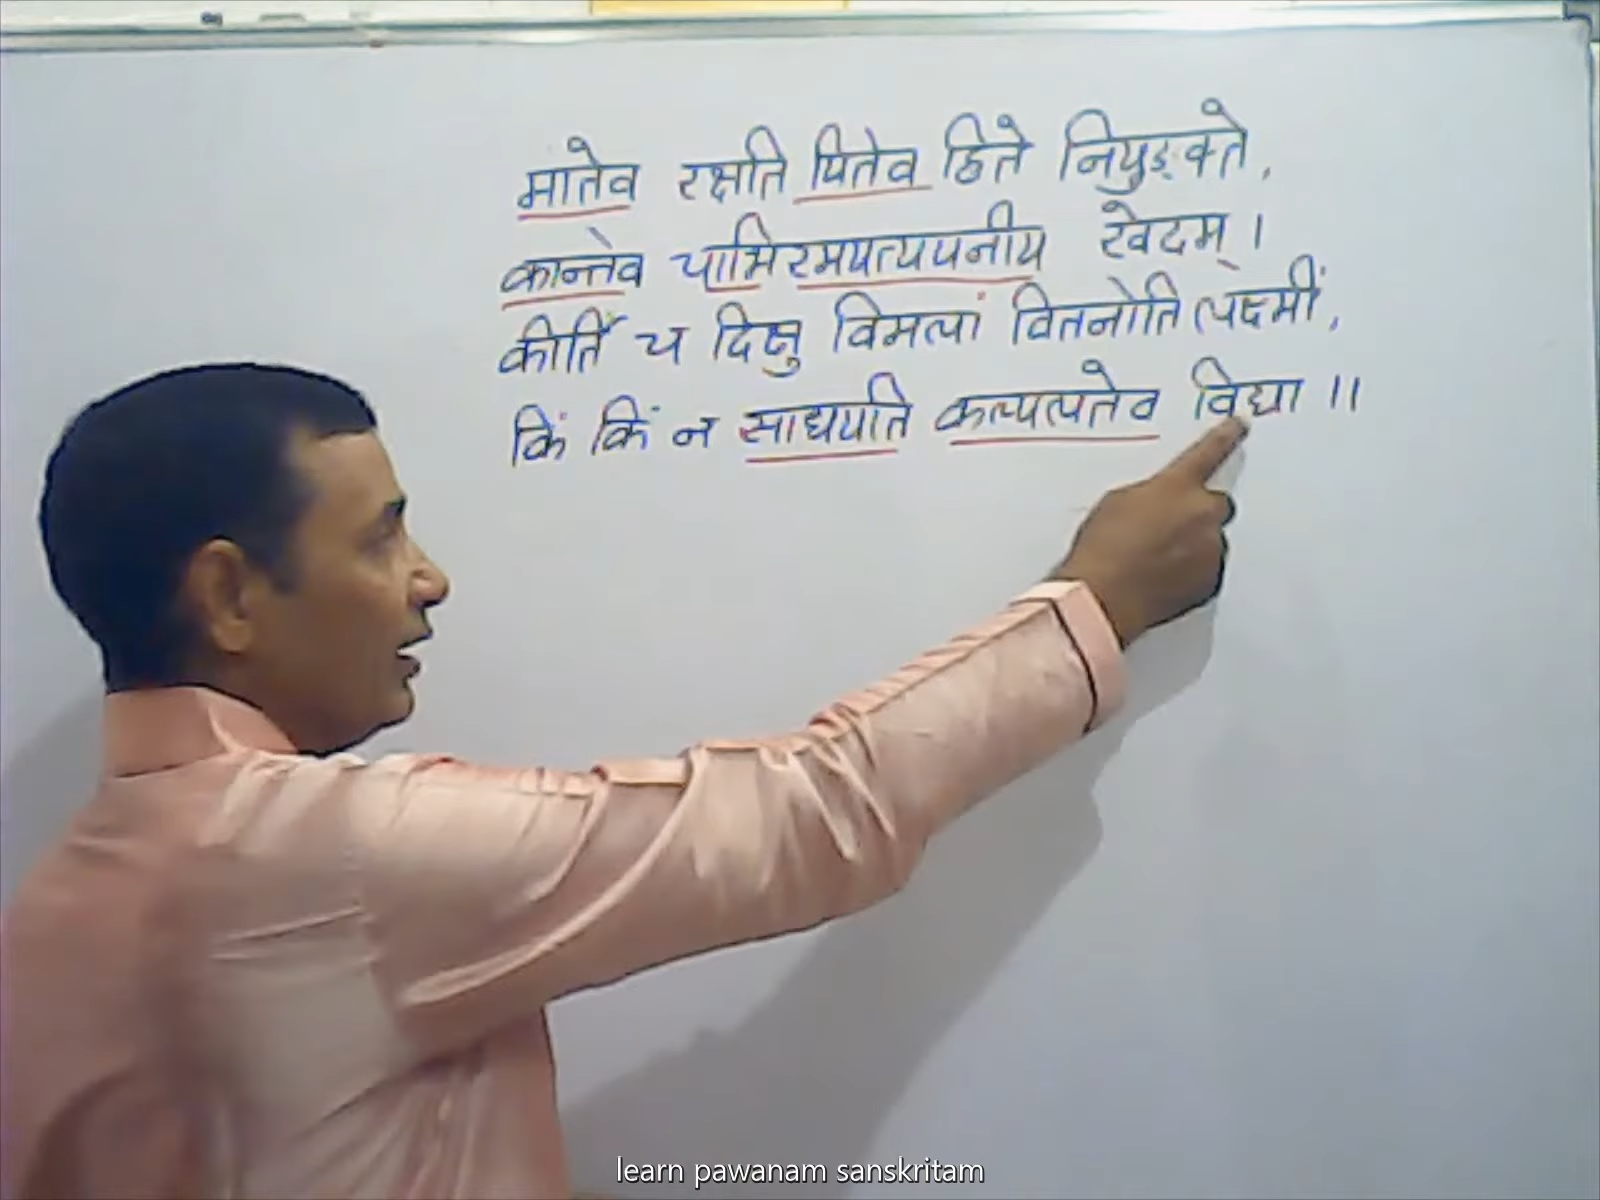 मातेव रक्षति पितेव हिते नियुङ्क्ते,
कान्तेव चाभिरमयत्यपनीय खेदम् ।
कीर्तिं च दिक्षु विमलां वितनोति लक्ष्मीं,
किं किं न साधयति कल्पलतेव विद्या ॥
learn pawanam sanskritam